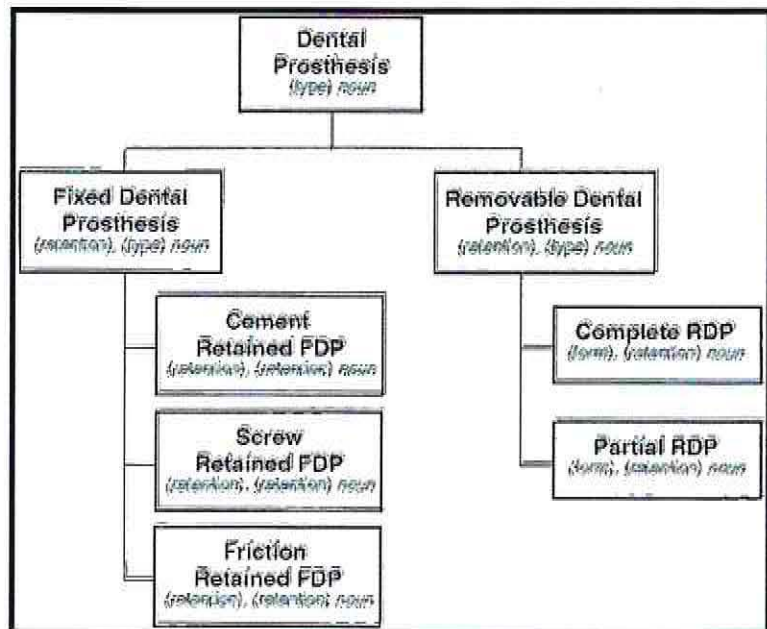 Dental
Prosthesis
(type) noun
Fixed Dental
Prosthesis
(retention), (type) noun
Removable Dental
Prosthesis
(retention), (type) noun
Cement
Retained FDP
(retention), (retention) noun
Screw
Retained FDP
(retention), (retention) noun
Friction
Retained FDP
(retention), (retention) noun
Complete RDP
(form), (retention) noun
Partial RDP
(form), (retention) noun